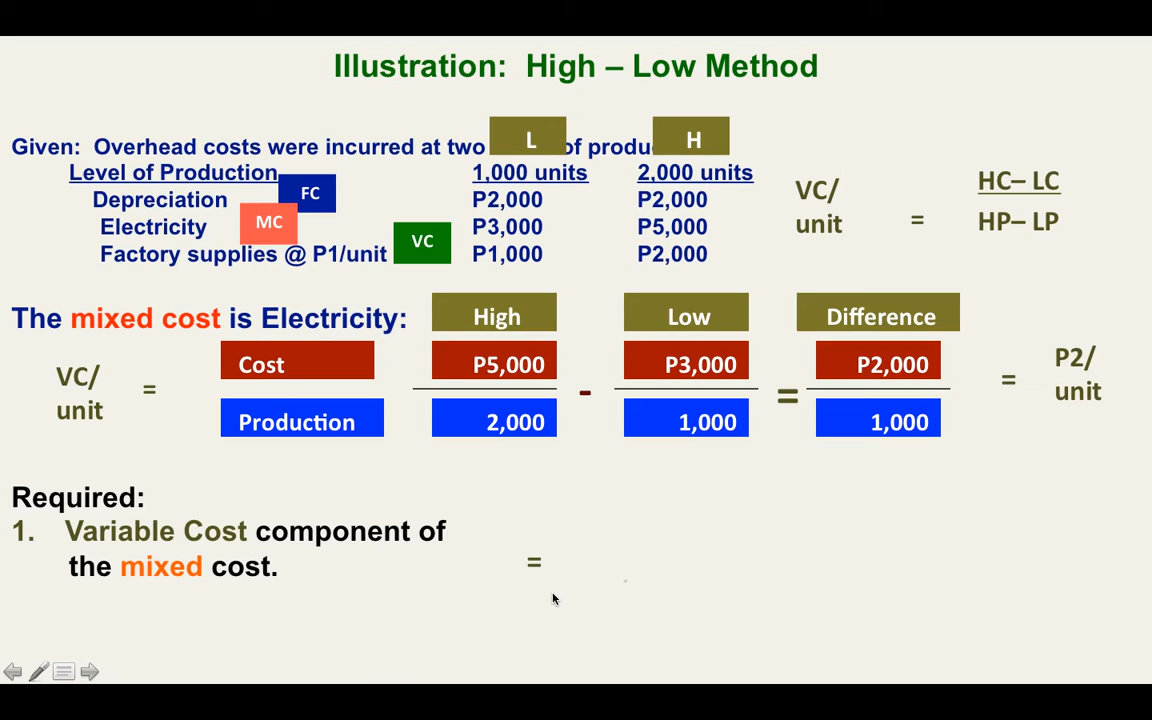 Illustration: High – Low Method
L H
Given: Overhead costs were incurred at two of produ
Level of Production 1,000 units 2,000 units
Depreciation FC P2,000 P2,000
Electricity MC P3,000 P5,000
Factory supplies @ P1/unit VC P1,000 P2,000
VC/
unit
=
HC– LC
HP– LP
The mixed cost is Electricity: High Low Difference
VC/
unit
=
Cost P5,000 - P3,000 = P2,000
Production 2,000 1,000 1,000
=
P2/
unit
Required:
1. Variable Cost component of
the mixed cost. =